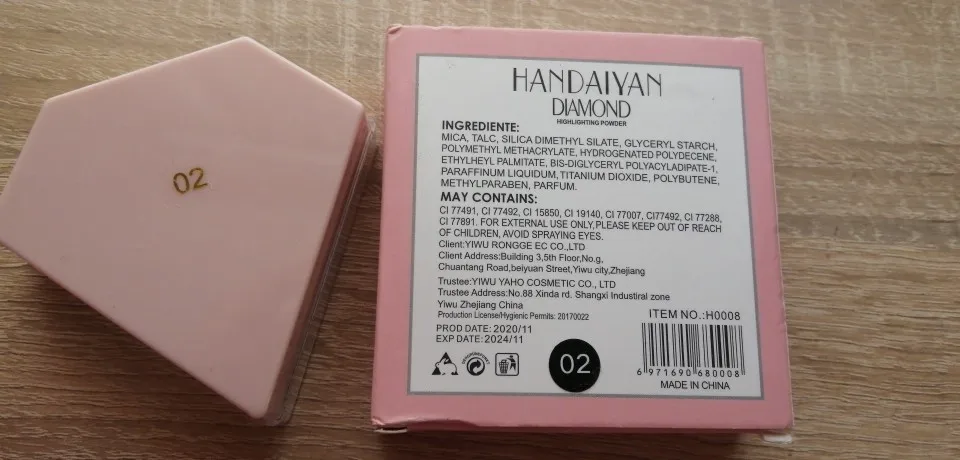 02
HANDAIYAN
DIAMOND
HIGHLIGHTING POWDER
INGREDIENTE:
MICA, TALC, SILICA DIMETHYL SILATE, GLYCERYL STARCH,
POLYMETHYL METHACRYLATE, HYDROGENATED POLYDECENE,
ETHYLHEYL PALMITATE, BIS-DIGLYCERYL POLYACYLADIPATE-1,
PARAFFINUM LIQUIDUM, TITANIUM DIOXIDE, POLYBUTENE,
METHYLPARABEN, PARFUM.
MAY CONTAINS:
CI 77491, CI 77492, CI 15850, CI 19140, CI 77007, CI77492, CI 77288,
CI 77891. FOR EXTERNAL USE ONLY,PLEASE KEEP OUT OF REACH
OF CHILDREN, AVOID SPRAYING EYES.
Client:YIWU RONGGE EC CO.,LTD
Client Address:Building 3,5th Floor,No.g,
Chuantang Road,beiyuan Street,Yiwu city,Zhejiang
Trustee:YIWU YAHO COSMETIC CO., LTD
Trustee Address:No.88 Xinda rd. Shangxi Industiral zone
Yiwu Zhejiang China
Production License/Hygienic Permits: 20170022
PROD DATE: 2020/11
EXP DATE: 2024/11
02
ITEM NO.:H0008
6 971690 680008
MADE IN CHINA